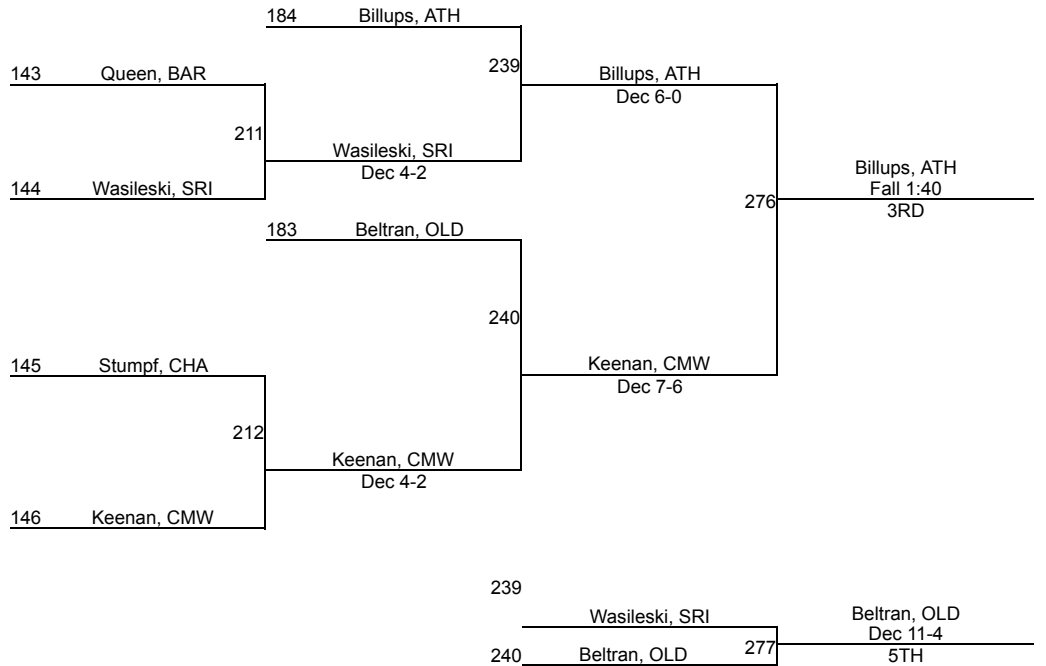 184 Billups, ATH
143 Queen, BAR
239 Billups, ATH
Dec 6-0
211
Wasileski, SRI
Dec 4-2
144 Wasileski, SRI
Billups, ATH
Fall 1:40
3RD
276
183 Beltran, OLD
240
145 Stumpf, CHA
Keenan, CMW
Dec 7-6
212
Keenan, CMW
Dec 4-2
146 Keenan, CMW
239
Wasileski, SRI
Beltran, OLD
Dec 11-4
5TH
277
240 Beltran, OLD